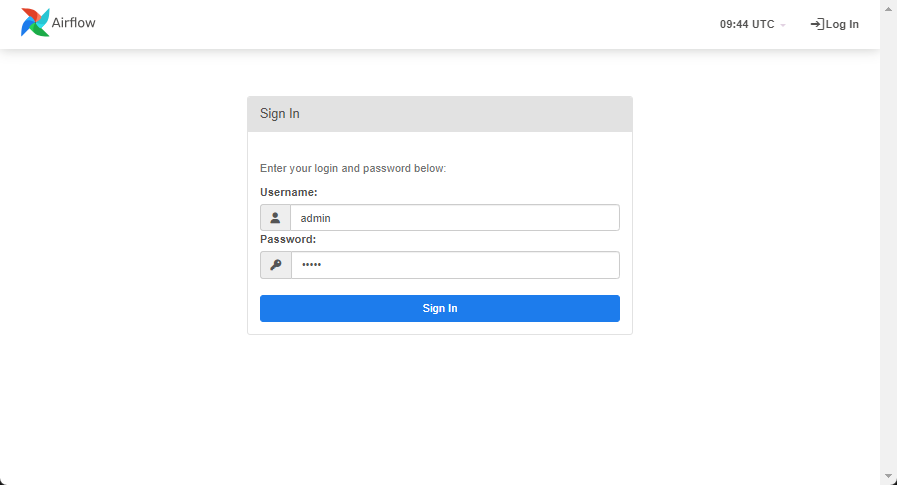 Airflow
09:44 UTC
Log In
Sign In
Enter your login and password below:
Username:
admin
Password:
•••••
Sign In